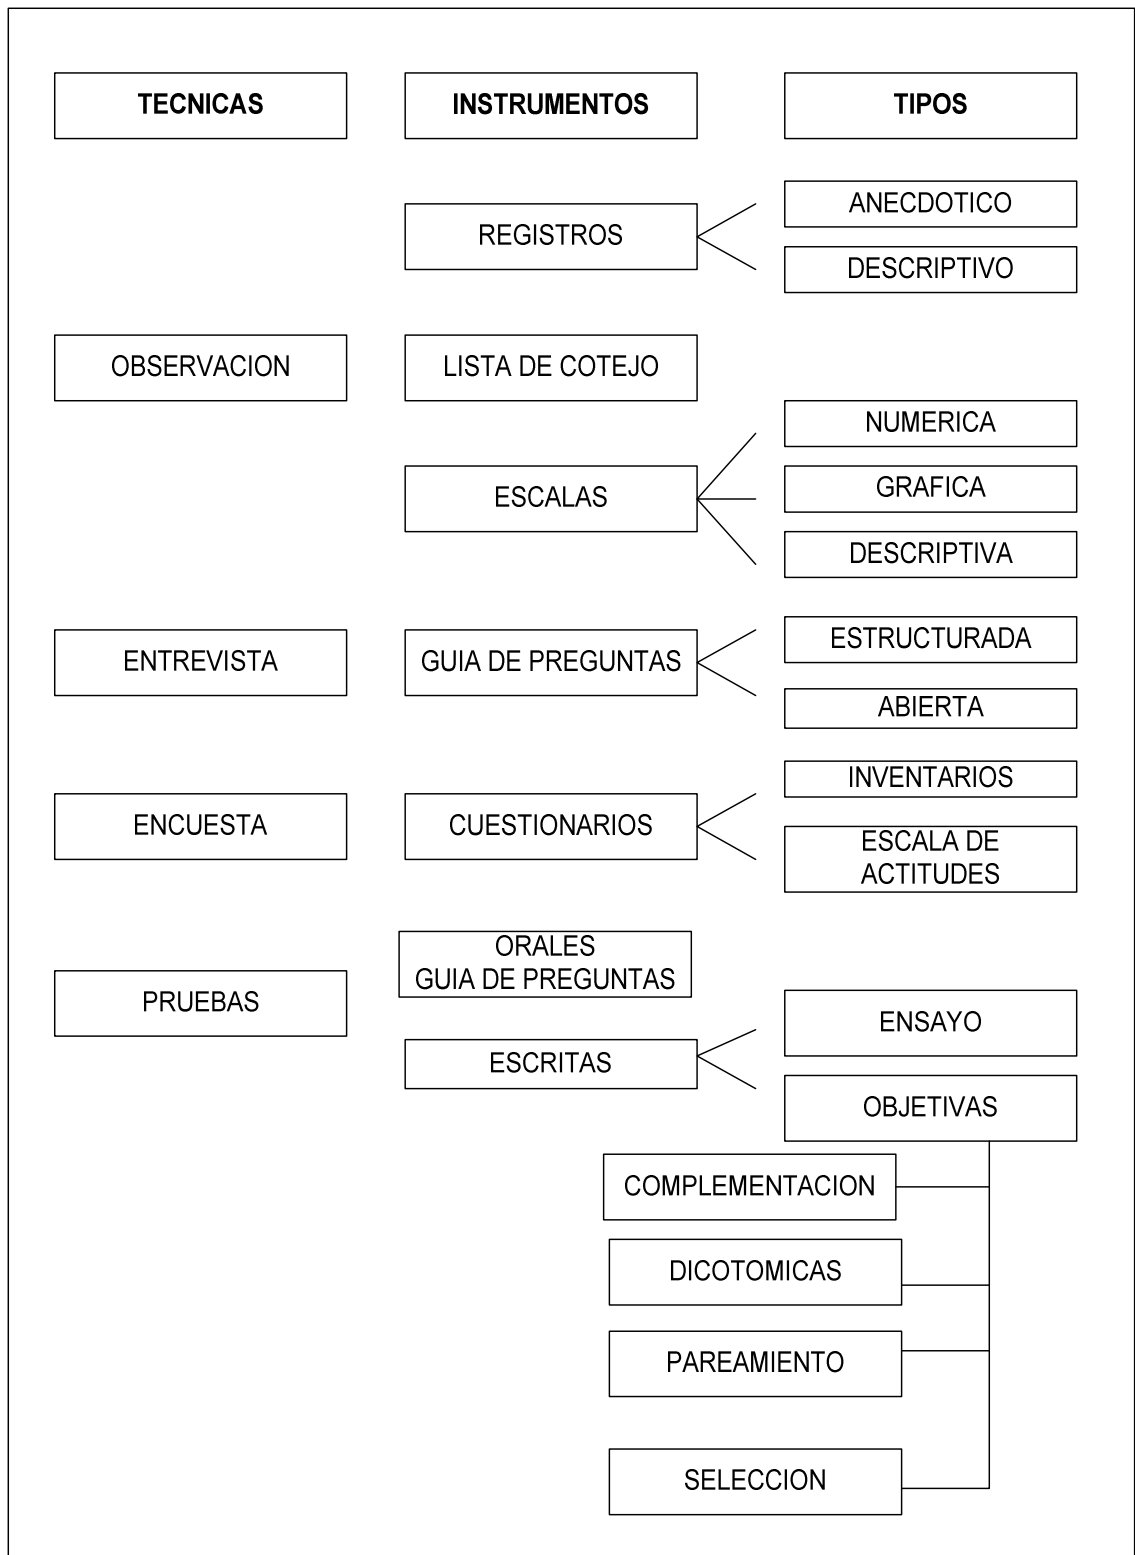 TECNICAS
INSTRUMENTOS
TIPOS
REGISTROS
ANECDOTICO
DESCRIPTIVO
OBSERVACION
LISTA DE COTEJO
ESCALAS
NUMERICA
GRAFICA
DESCRIPTIVA
ENTREVISTA
GUIA DE PREGUNTAS
ESTRUCTURADA
ABIERTA
ENCUESTA
CUESTIONARIOS
INVENTARIOS
ESCALA DE
ACTITUDES
PRUEBAS
ORALES
GUIA DE PREGUNTAS
ESCRITAS
ENSAYO
OBJETIVAS
COMPLEMENTACION
DICOTOMICAS
PAREAMIENTO
SELECCION